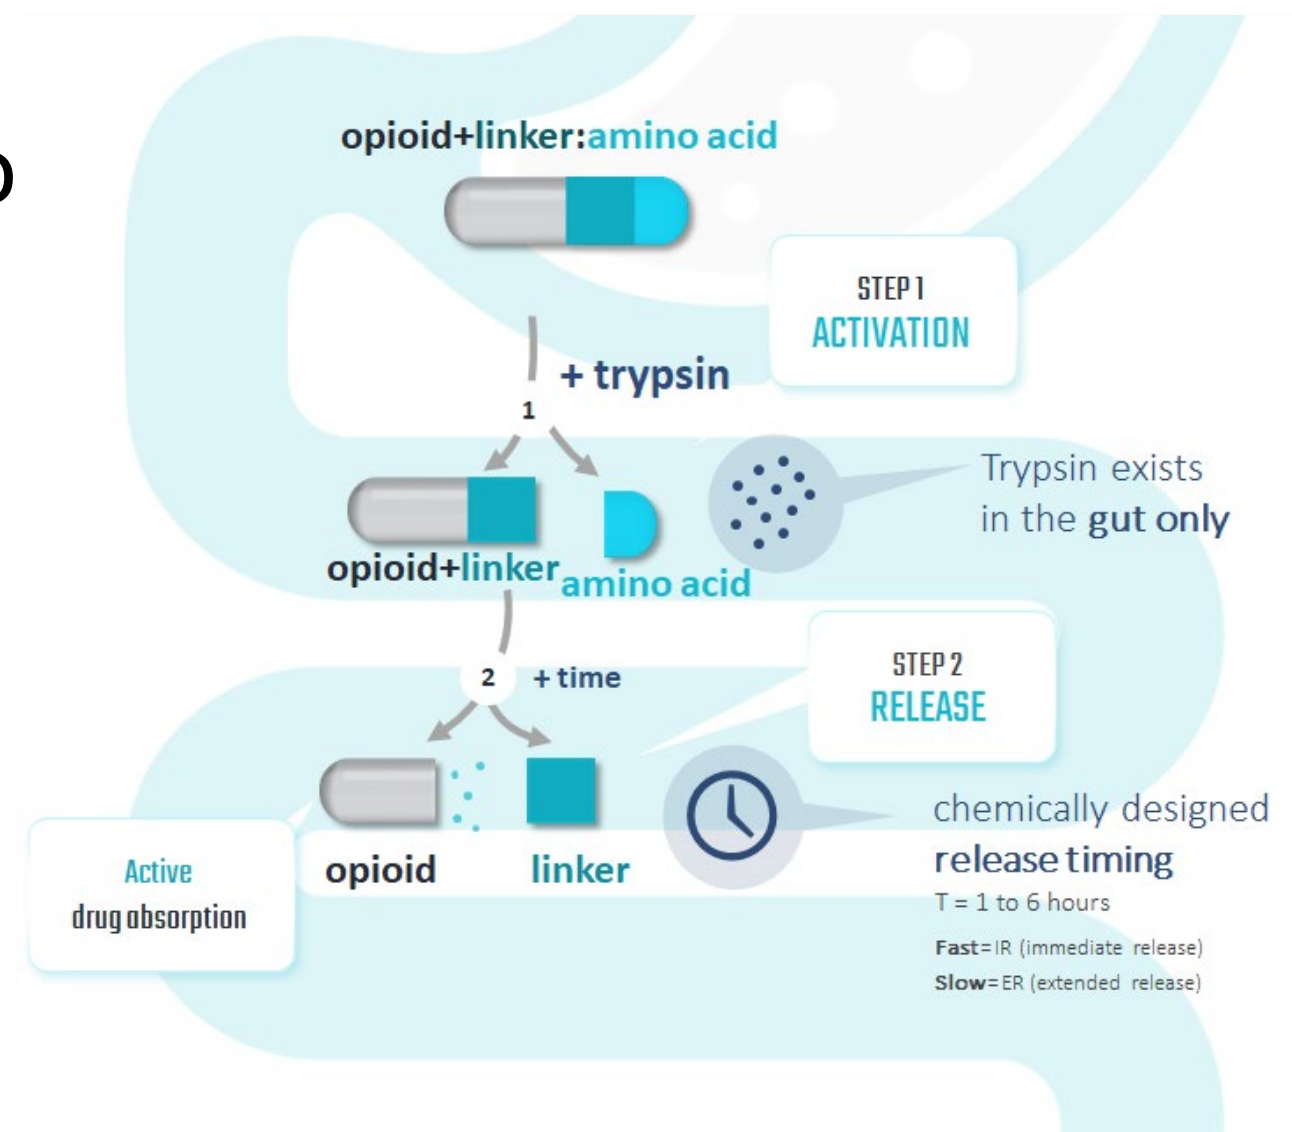 opioid+linker:amino acid
STEP 1
ACTIVATION
+ trypsin
1
Trypsin exists
in the gut only
opioid+linker
amino acid
STEP 2
RELEASE
2
+ time
opioid
linker
chemically designed
release timing
T = 1 to 6 hours
Fast=IR (immediate release)
Slow=ER (extended release)
Active
drug absorption